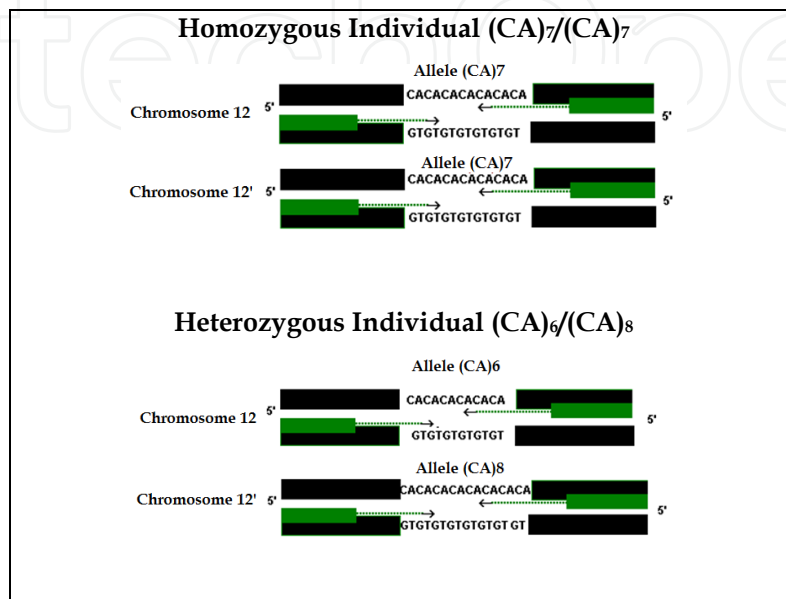 techope
Homozygous Individual (CA)₇/(CA)₇
Allele (CA)7
CACACACACACACA
5'
Chromosome 12
5'
GTGTGTGTGTGTGT
Allele (CA)7
CACACACACACACA
Chromosome 12'
5'
5'
GTGTGTGTGTGTGT
Heterozygous Individual (CA)₆/(CA)₈
Allele (CA)6
CACACACACACA
5'
Chromosome 12
5'
GTGTGTGTGTGT
Allele (CA)8
CACACACACACACACA
Chromosome 12'
5'
5'
GTGTGTGTGTGTGT GT